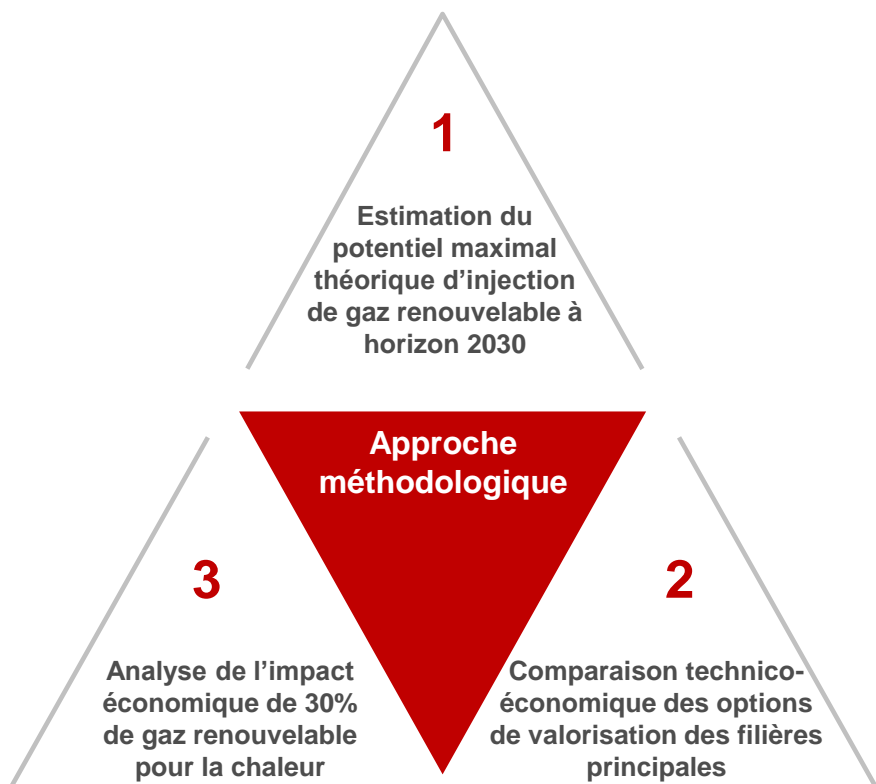 1
Estimation du
potentiel maximal
théorique d’injection
de gaz renouvelable à
horizon 2030
Approche
méthodologique
3
Analyse de l’impact
économique de 30%
de gaz renouvelable
pour la chaleur
2
Comparaison technico-
économique des options
de valorisation des filières
principales